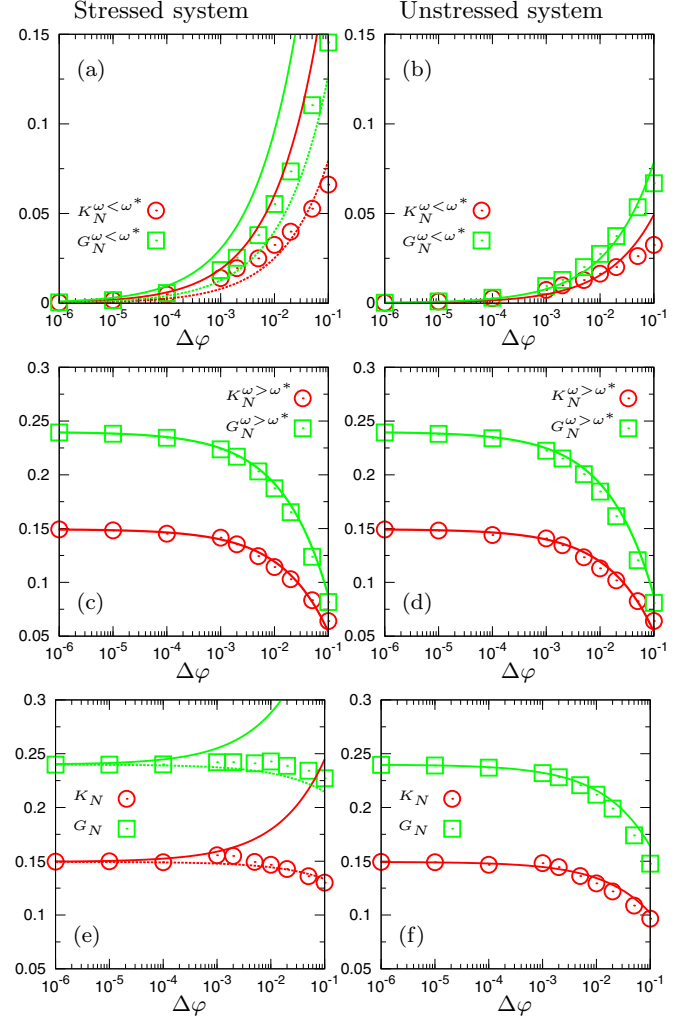 Stressed system Unstressed system
0.15 0.15
(a) (b)
0.1 0.1
K_N^{ω<ω*} K_N^{ω<ω*}
0.05 0.05
G_N^{ω<ω*} G_N^{ω<ω*}
0 0
10^{-6} 10^{-5} 10^{-4} 10^{-3} 10^{-2} 10^{-1} 10^{-6} 10^{-5} 10^{-4} 10^{-3} 10^{-2} 10^{-1}
Δφ Δφ
0.3 0.3
K_N^{ω>ω*} K_N^{ω>ω*}
0.25 0.25
G_N^{ω>ω*} G_N^{ω>ω*}
0.2 0.2
0.15 0.15
0.1 0.1
(c) (d)
0.05 0.05
10^{-6} 10^{-5} 10^{-4} 10^{-3} 10^{-2} 10^{-1} 10^{-6} 10^{-5} 10^{-4} 10^{-3} 10^{-2} 10^{-1}
Δφ Δφ
0.3 0.3
0.25 0.25
K_N K_N
0.2 0.2
G_N G_N
0.15 0.15
0.1 0.1
(e) (f)
0.05 0.05
10^{-6} 10^{-5} 10^{-4} 10^{-3} 10^{-2} 10^{-1} 10^{-6} 10^{-5} 10^{-4} 10^{-3} 10^{-2} 10^{-1}
Δφ Δφ